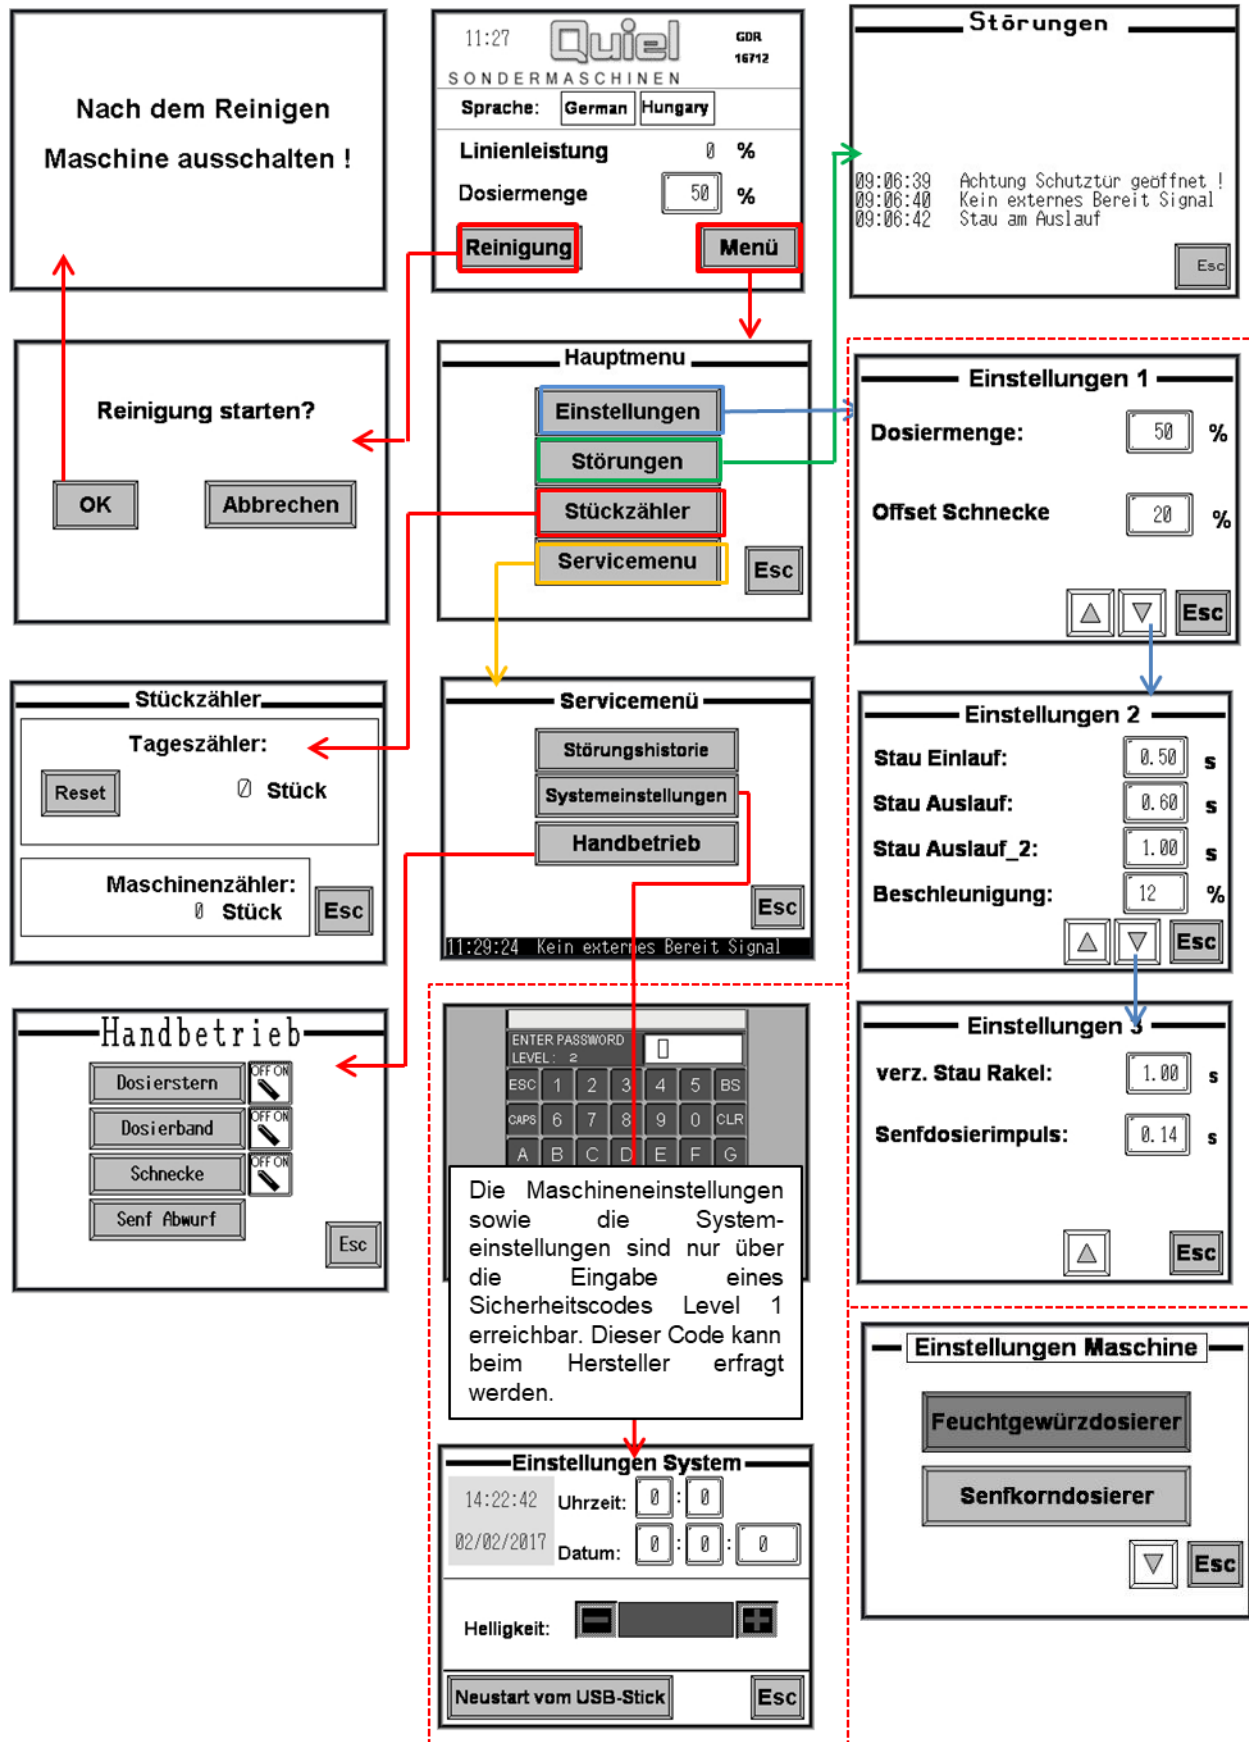 Nach dem Reinigen
Maschine ausschalten !
11:27
Quiel
GDR
16712
SONDERMASCHINEN
Sprache: German Hungary
Linienleistung 0 %
Dosiermenge 50 %
Reinigung Menü
Störungen
09:06:39 Achtung Schutztür geöffnet !
09:06:40 Kein externes Bereit Signal
09:06:42 Stau am Auslauf
Esc
Reinigung starten?
OK Abbrechen
Hauptmenu
Einstellungen
Störungen
Stückzähler
Servicemenu
Esc
Einstellungen 1
Dosiermenge: 50 %
Offset Schnecke 20 %
Esc
Stückzähler
Tageszähler:
Reset 0 Stück
Maschinenzähler:
0 Stück
Esc
Servicemenü
Störungshistorie
Systemeinstellungen
Handbetrieb
Esc
11:29:24 Kein externes Bereit Signal
Einstellungen 2
Stau Einlauf: 0.50 s
Stau Auslauf: 0.60 s
Stau Auslauf_2: 1.00 s
Beschleunigung: 12 %
Esc
Handbetrieb
Dosierstern OFF ON
Dosierband OFF ON
Schnecke OFF ON
Senf Abwurf
Esc
ENTER PASSWORD
LEVEL : 2
ESC 1 2 3 4 5 BS
CAPS 6 7 8 9 0 CLR
A B C D E F G
Die Maschineneinstellungen
sowie die System-
einstellungen sind nur über
die Eingabe eines
Sicherheitscodes Level 1
erreichbar. Dieser Code kann
beim Hersteller erfragt
werden.
Einstellungen 3
verz. Stau Rakel: 1.00 s
Senfdosierimpuls: 0.14 s
Esc
Einstellungen Maschine
Feuchtgewürzdosierer
Senfkorndosierer
Esc
Einstellungen System
14:22:42 Uhrzeit: 0 : 0
02/02/2017 Datum: 0 : 0 : 0
Helligkeit:
Neustart vom USB-Stick Esc